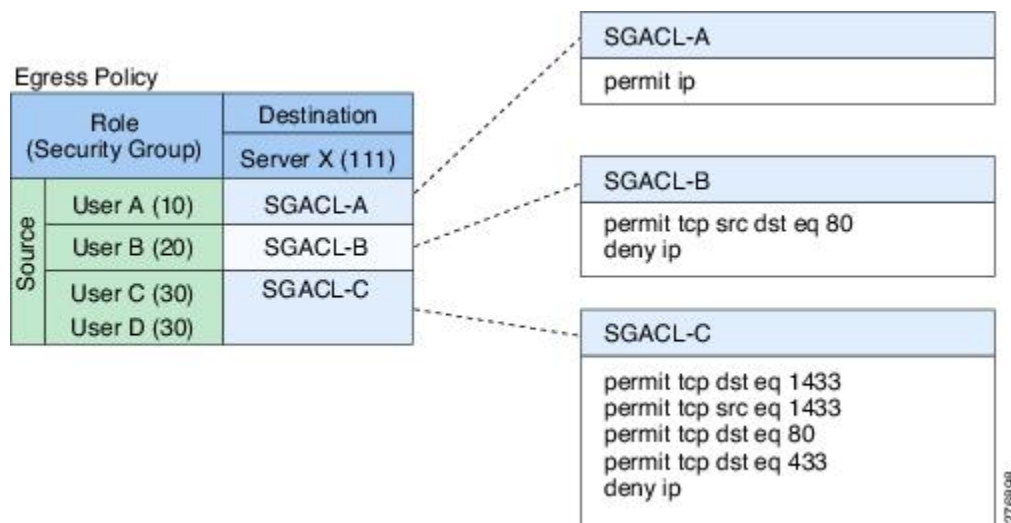 Egress Policy
Role
(Security Group)
Destination
Server X (111)
Source
User A (10)
SGACL-A
User B (20)
SGACL-B
User C (30)
User D (30)
SGACL-C
SGACL-A
permit ip
SGACL-B
permit tcp src dst eq 80
deny ip
SGACL-C
permit tcp dst eq 1433
permit tcp src eq 1433
permit tcp dst eq 80
permit tcp dst eq 433
deny ip